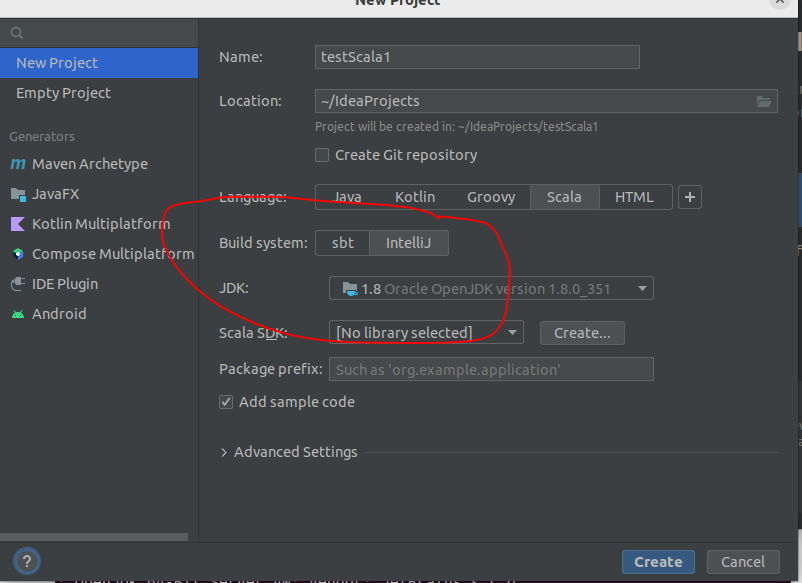 New Project
New Project
Empty Project
Generators
Maven Archetype
JavaFX
Kotlin Multiplatform
Compose Multiplatform
IDE Plugin
Android
Name: testScala1
Location: ~/IdeaProjects
Project will be created in: ~/IdeaProjects/testScala1
Create Git repository
Language: Java Kotlin Groovy Scala HTML +
Build system: sbt IntelliJ
JDK: 1.8 Oracle OpenJDK version 1.8.0_351
Scala SDK: [No library selected] Create...
Package prefix: Such as 'org.example.application'
Add sample code
Advanced Settings
? Create Cancel